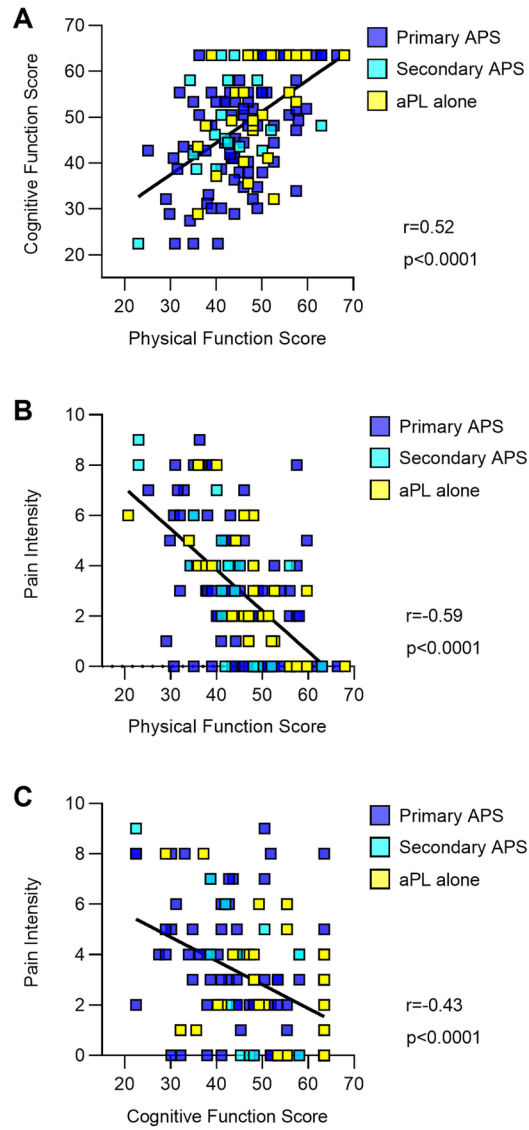 A
70
60
50
40
30
20
Cognitive Function Score
20 30 40 50 60 70
Physical Function Score
Primary APS
Secondary APS
aPL alone
r=0.52
p<0.0001
B
10
8
6
4
2
0
Pain Intensity
20 30 40 50 60 70
Physical Function Score
Primary APS
Secondary APS
aPL alone
r=-0.59
p<0.0001
C
10
8
6
4
2
0
Pain Intensity
20 30 40 50 60 70
Cognitive Function Score
Primary APS
Secondary APS
aPL alone
r=-0.43
p<0.0001